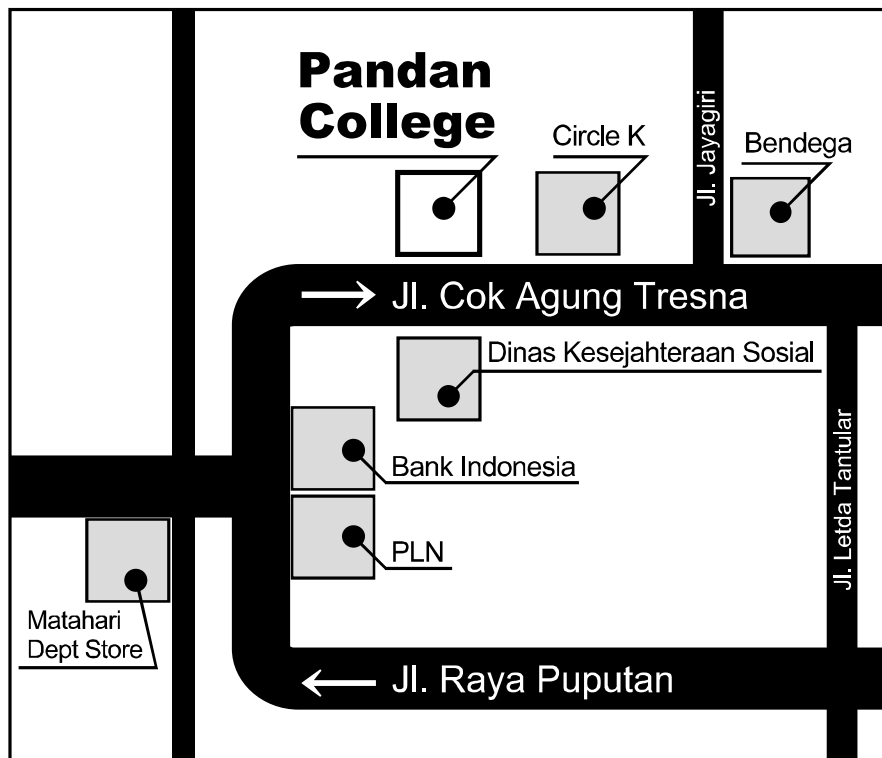 Pandan
College
Circle K
Jl. Jayagiri
Bendega
Jl. Cok Agung Tresna
Dinas Kesejahteraan Sosial
Bank Indonesia
Jl. Letda Tantular
PLN
Matahari
Dept Store
Jl. Raya Puputan